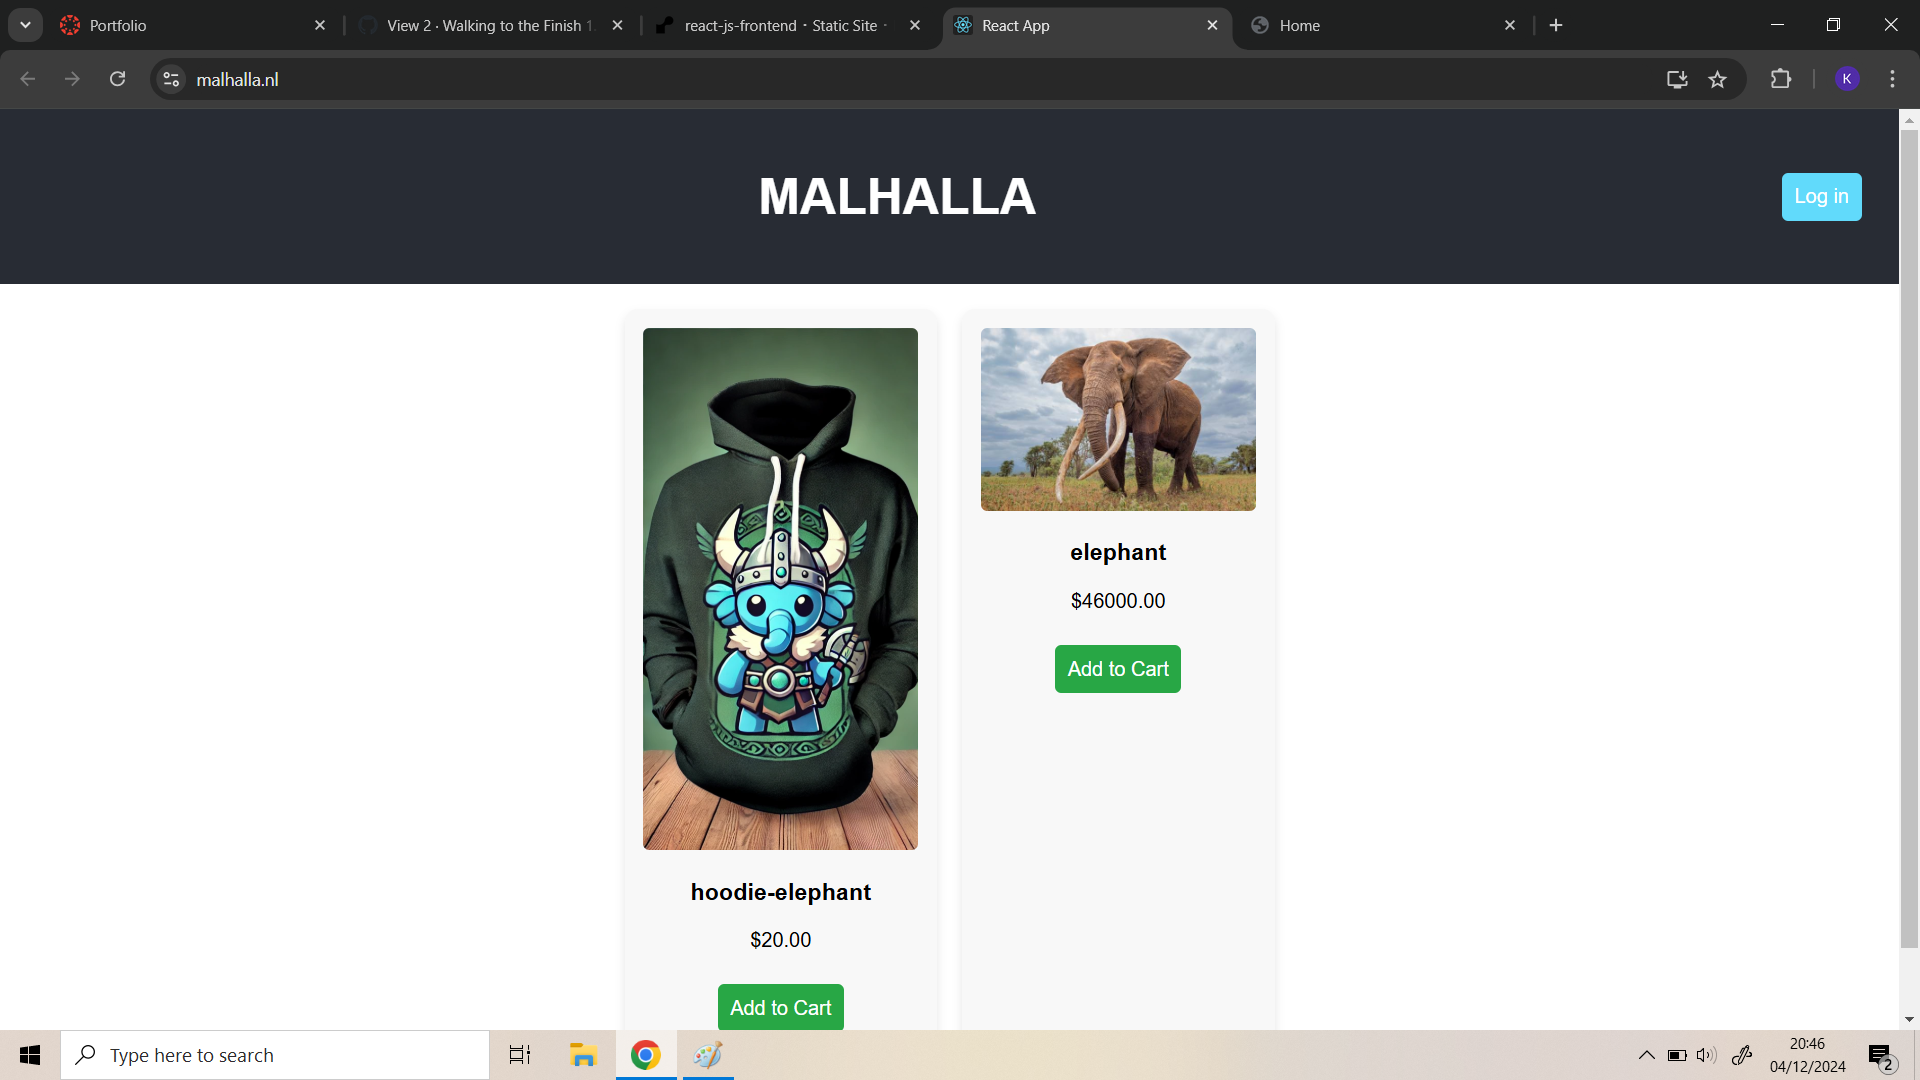 Portfolio
View 2 · Walking to the Finish 1
react-js-frontend · Static Site ·
React App
Home
malhalla.nl
K
MALHALLA
Log in
elephant
$46000.00
Add to Cart
hoodie-elephant
$20.00
Add to Cart
Type here to search
20:46
04/12/2024
2